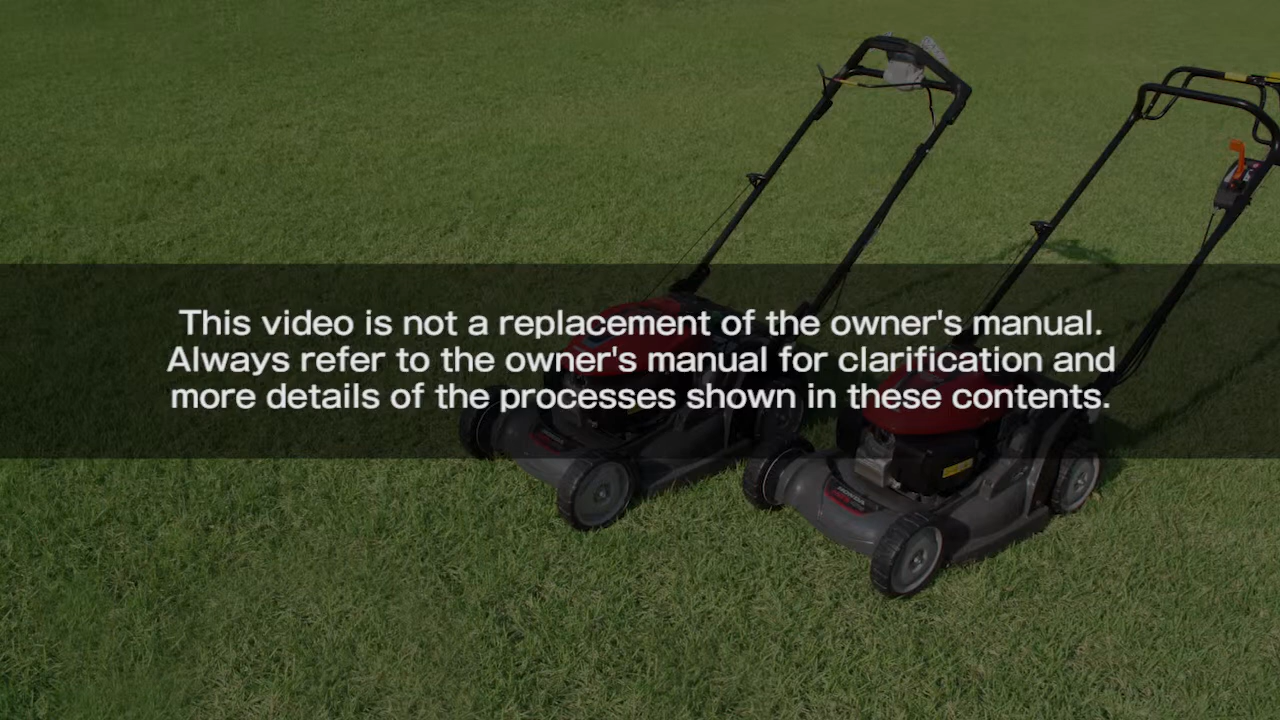 This video is not a replacement of the owner's manual.
Always refer to the owner's manual for clarification and
more details of the processes shown in these contents.
HONDA